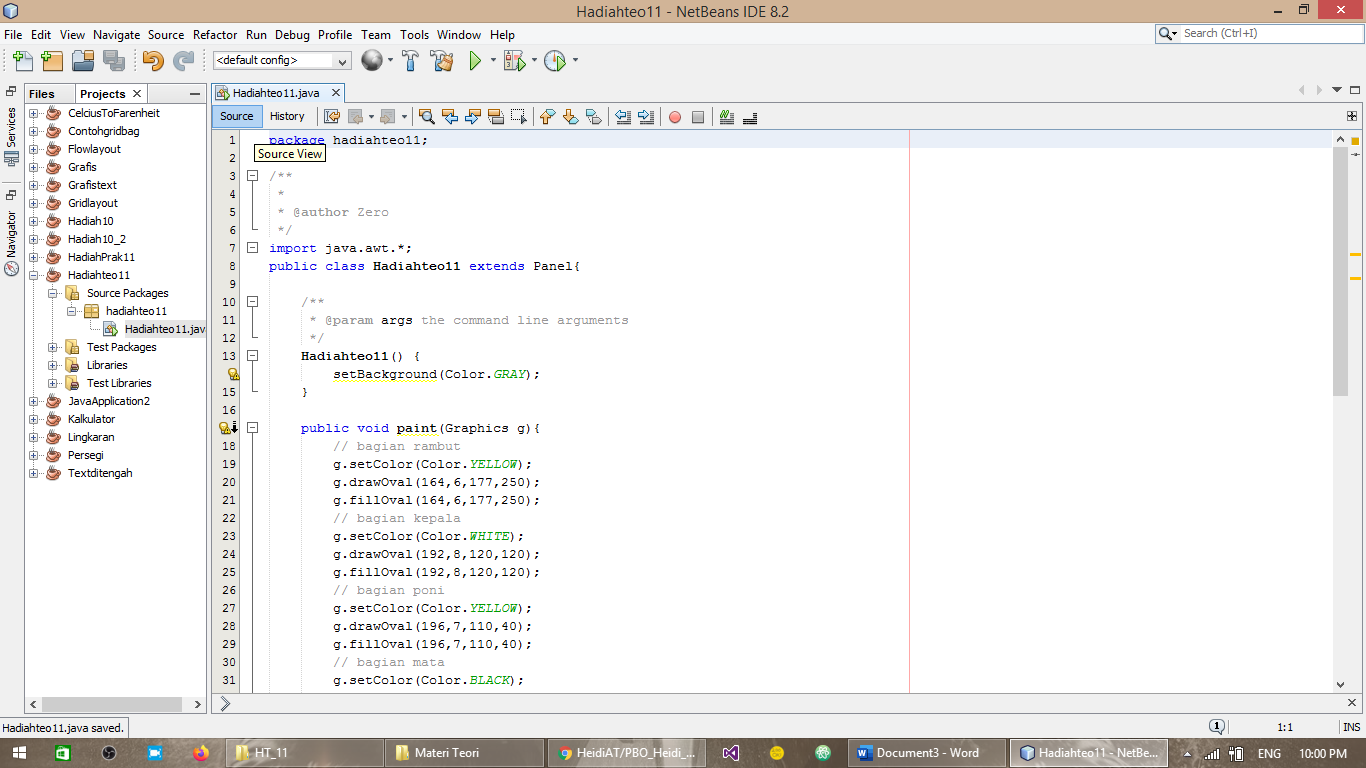 Hadiahteo11 - NetBeans IDE 8.2
File Edit View Navigate Source Refactor Run Debug Profile Team Tools Window Help
Search (Ctrl+I)
<default config>
Files Projects
Services
Navigator
CelciusToFarenheit
Contohgridbag
Flowlayout
Grafis
Grafistext
Gridlayout
Hadiah10
Hadiah10_2
HadiahPrak11
Hadiahteo11
Source Packages
hadiahteo11
Hadiahteo11.jav
Test Packages
Libraries
Test Libraries
JavaApplication2
Kalkulator
Lingkaran
Persegi
Textditengah
Hadiahteo11.java
Source History
1 package hadiahteo11;
Source View
2
3 /**
4 *
5 * @author Zero
6 */
7 import java.awt.*;
8 public class Hadiahteo11 extends Panel{
9
10 /**
11 * @param args the command line arguments
12 */
13 Hadiahteo11() {
setBackground(Color.GRAY);
15 }
16
public void paint(Graphics g){
18 // bagian rambut
19 g.setColor(Color.YELLOW);
20 g.drawOval(164,6,177,250);
21 g.fillOval(164,6,177,250);
22 // bagian kepala
23 g.setColor(Color.WHITE);
24 g.drawOval(192,8,120,120);
25 g.fillOval(192,8,120,120);
26 // bagian poni
27 g.setColor(Color.YELLOW);
28 g.drawOval(196,7,110,40);
29 g.fillOval(196,7,110,40);
30 // bagian mata
31 g.setColor(Color.BLACK);
Hadiahteo11.java saved.
1
1:1
INS
HT_11
Materi Teori
HeidiAT/PBO_Heidi_...
Document3 - Word
Hadiahteo11 - NetBe...
ENG
10:00 PM